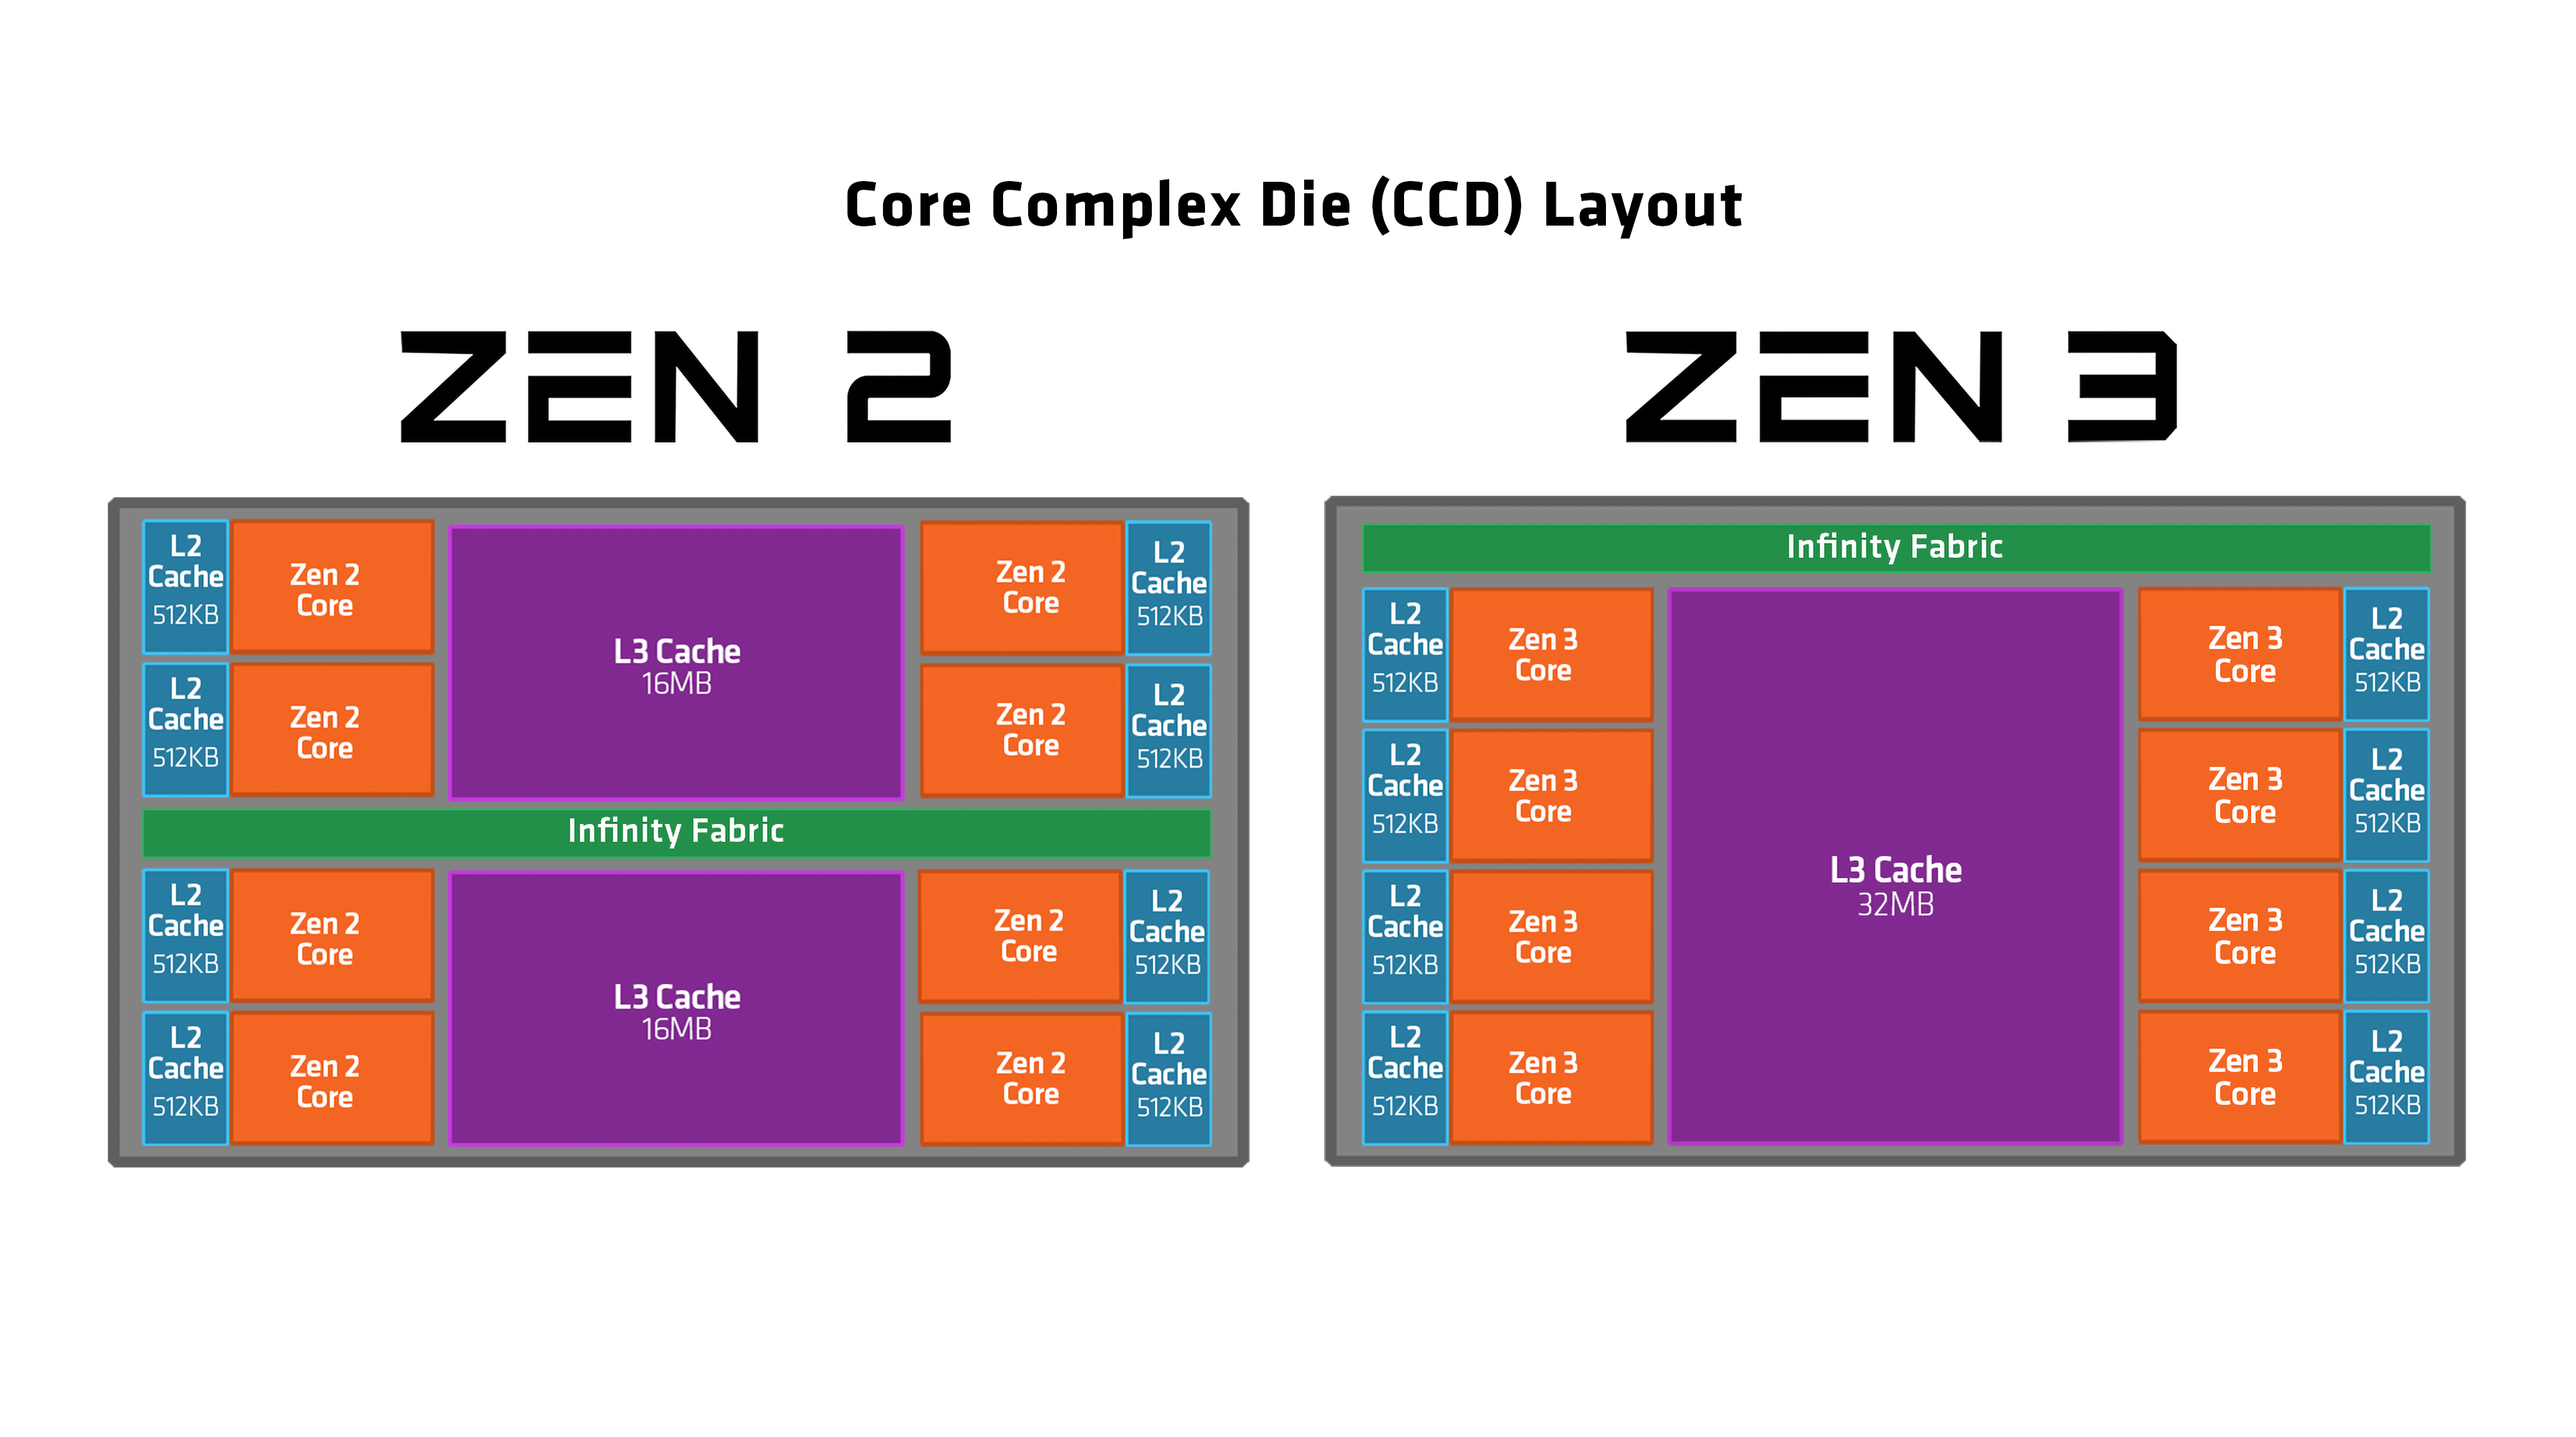 Core Complex Die (CCD) Layout
ZEN 2
L2
Cache
512KB
Zen 2
Core
L3 Cache
16MB
Zen 2
Core
L2
Cache
512KB
L2
Cache
512KB
Zen 2
Core
Zen 2
Core
L2
Cache
512KB
Infinity Fabric
L2
Cache
512KB
Zen 2
Core
L3 Cache
16MB
Zen 2
Core
L2
Cache
512KB
L2
Cache
512KB
Zen 2
Core
Zen 2
Core
L2
Cache
512KB
ZEN 3
Infinity Fabric
L2
Cache
512KB
Zen 3
Core
Zen 3
Core
L2
Cache
512KB
L2
Cache
512KB
Zen 3
Core
Zen 3
Core
L2
Cache
512KB
L3 Cache
32MB
L2
Cache
512KB
Zen 3
Core
Zen 3
Core
L2
Cache
512KB
L2
Cache
512KB
Zen 3
Core
Zen 3
Core
L2
Cache
512KB